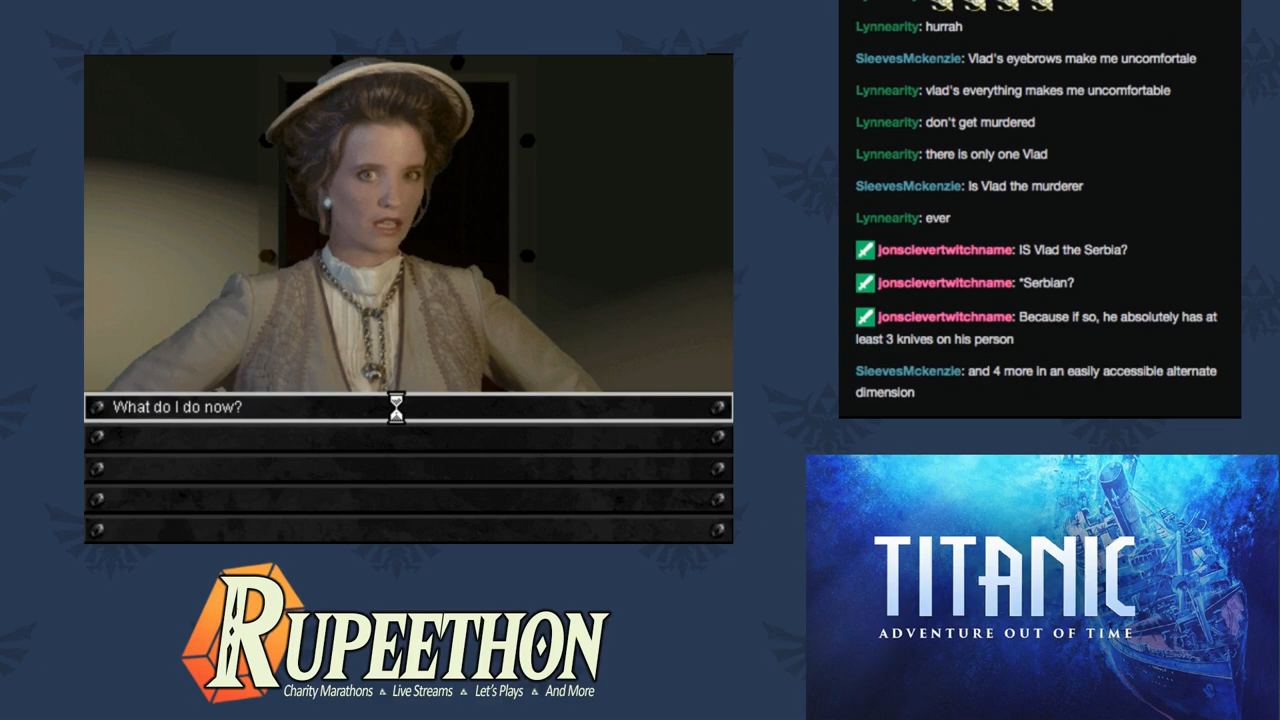 What do I do now?
RUPEETHON
Charity Marathons ▲ Live Streams ▲ Let's Plays ▲ And More
Lynnearity: hurrah
SleevesMckenzie: Vlad's eyebrows make me uncomfortale
Lynnearity: vlad's everything makes me uncomfortable
Lynnearity: don't get murdered
Lynnearity: there is only one Vlad
SleevesMckenzie: Is Vlad the murderer
Lynnearity: ever
jonsclevertwitchname: IS Vlad the Serbia?
jonsclevertwitchname: *Serbian?
jonsclevertwitchname: Because if so, he absolutely has at
least 3 knives on his person
SleevesMckenzie: and 4 more in an easily accessible alternate
dimension
TITANIC
ADVENTURE OUT OF TIME